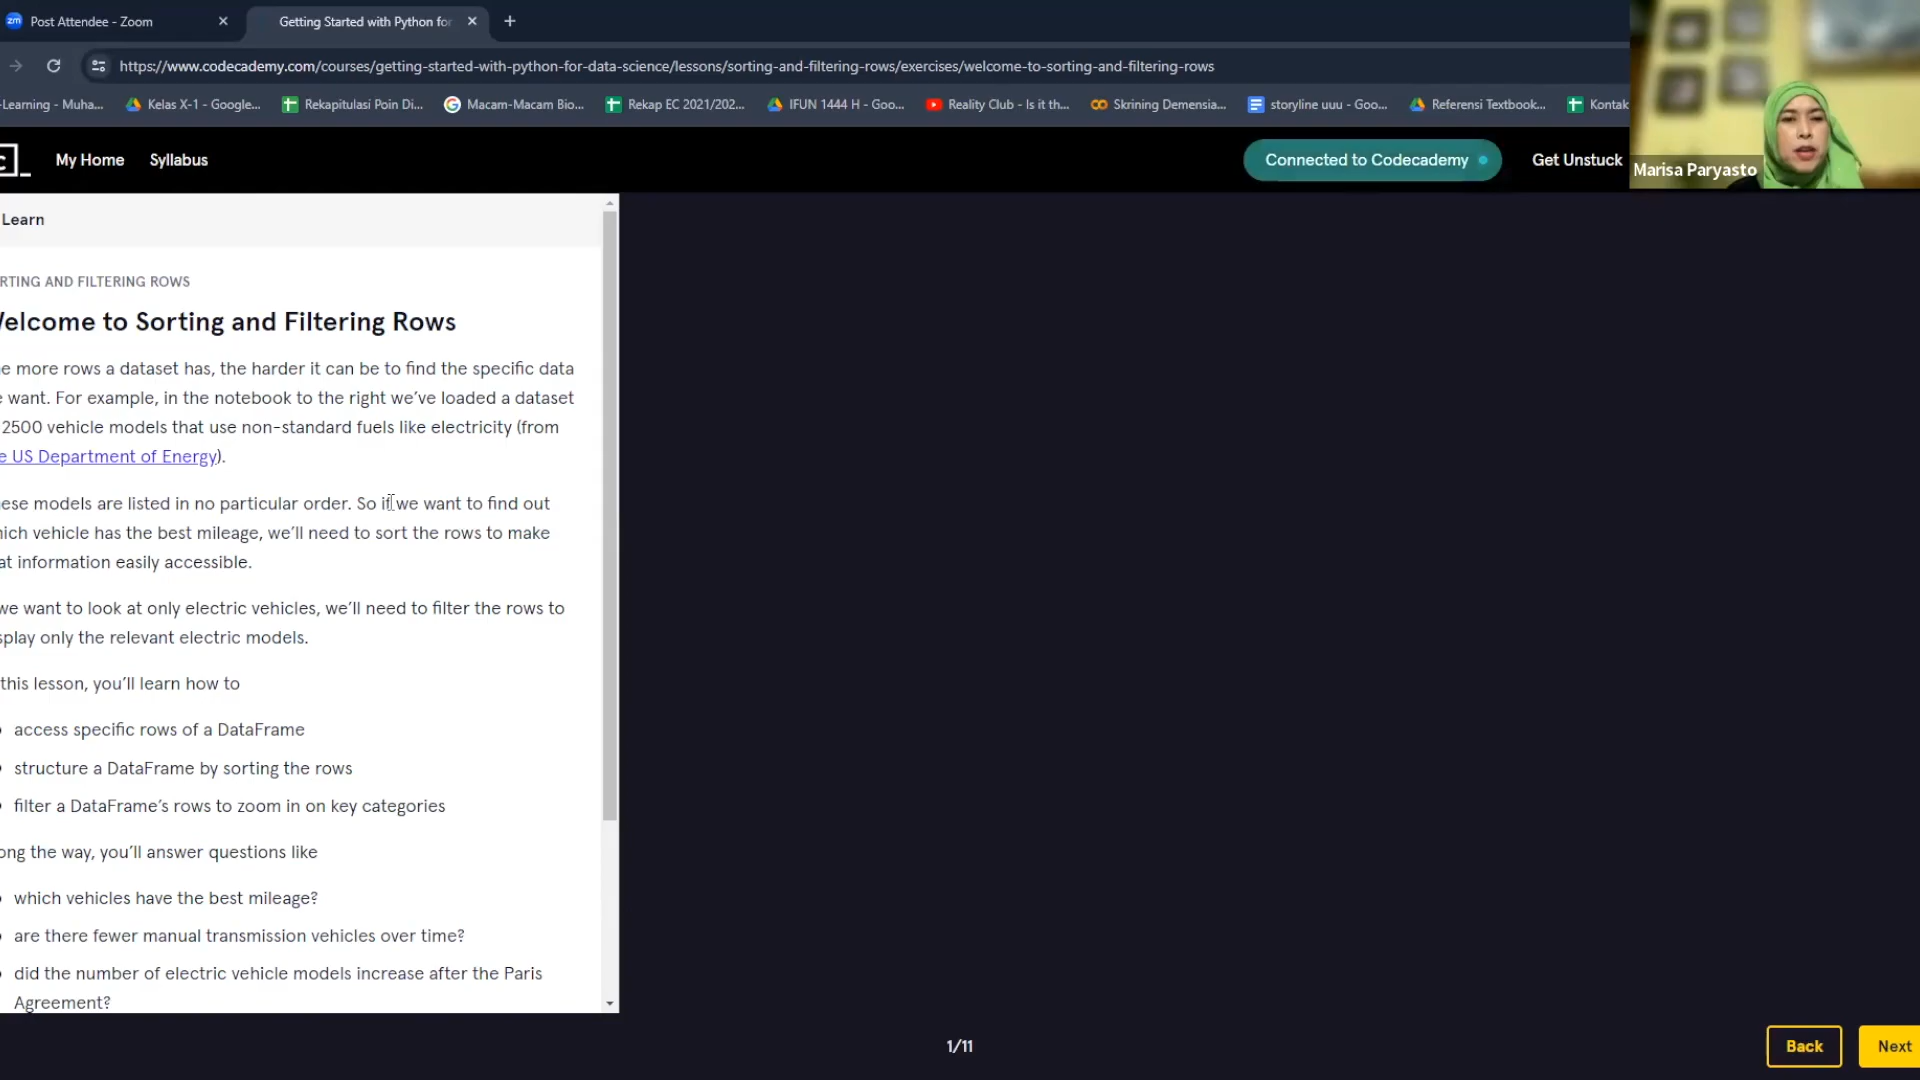 Post Attendee - Zoom
Getting Started with Python for
https://www.codecademy.com/courses/getting-started-with-python-for-data-science/lessons/sorting-and-filtering-rows/exercises/welcome-to-sorting-and-filtering-rows
-Learning - Muha... Kelas X-1 - Google... Rekapitulasi Poin Di... Macam-Macam Bio... Rekap EC 2021/202... IFUN 1444 H - Goo... Reality Club - Is it th... Skrining Demensia... storyline uuu - Goo... Referensi Textbook... Kontak
My Home Syllabus Connected to Codecademy Get Unstuck
Marisa Paryasto
Learn
RTING AND FILTERING ROWS
elcome to Sorting and Filtering Rows
e more rows a dataset has, the harder it can be to find the specific data
e want. For example, in the notebook to the right we've loaded a dataset
2500 vehicle models that use non-standard fuels like electricity (from
e US Department of Energy).
ese models are listed in no particular order. So if we want to find out
ich vehicle has the best mileage, we'll need to sort the rows to make
at information easily accessible.
we want to look at only electric vehicles, we'll need to filter the rows to
splay only the relevant electric models.
this lesson, you'll learn how to
access specific rows of a DataFrame
structure a DataFrame by sorting the rows
filter a DataFrame's rows to zoom in on key categories
ong the way, you'll answer questions like
which vehicles have the best mileage?
are there fewer manual transmission vehicles over time?
did the number of electric vehicle models increase after the Paris
Agreement?
1/11
Back
Next